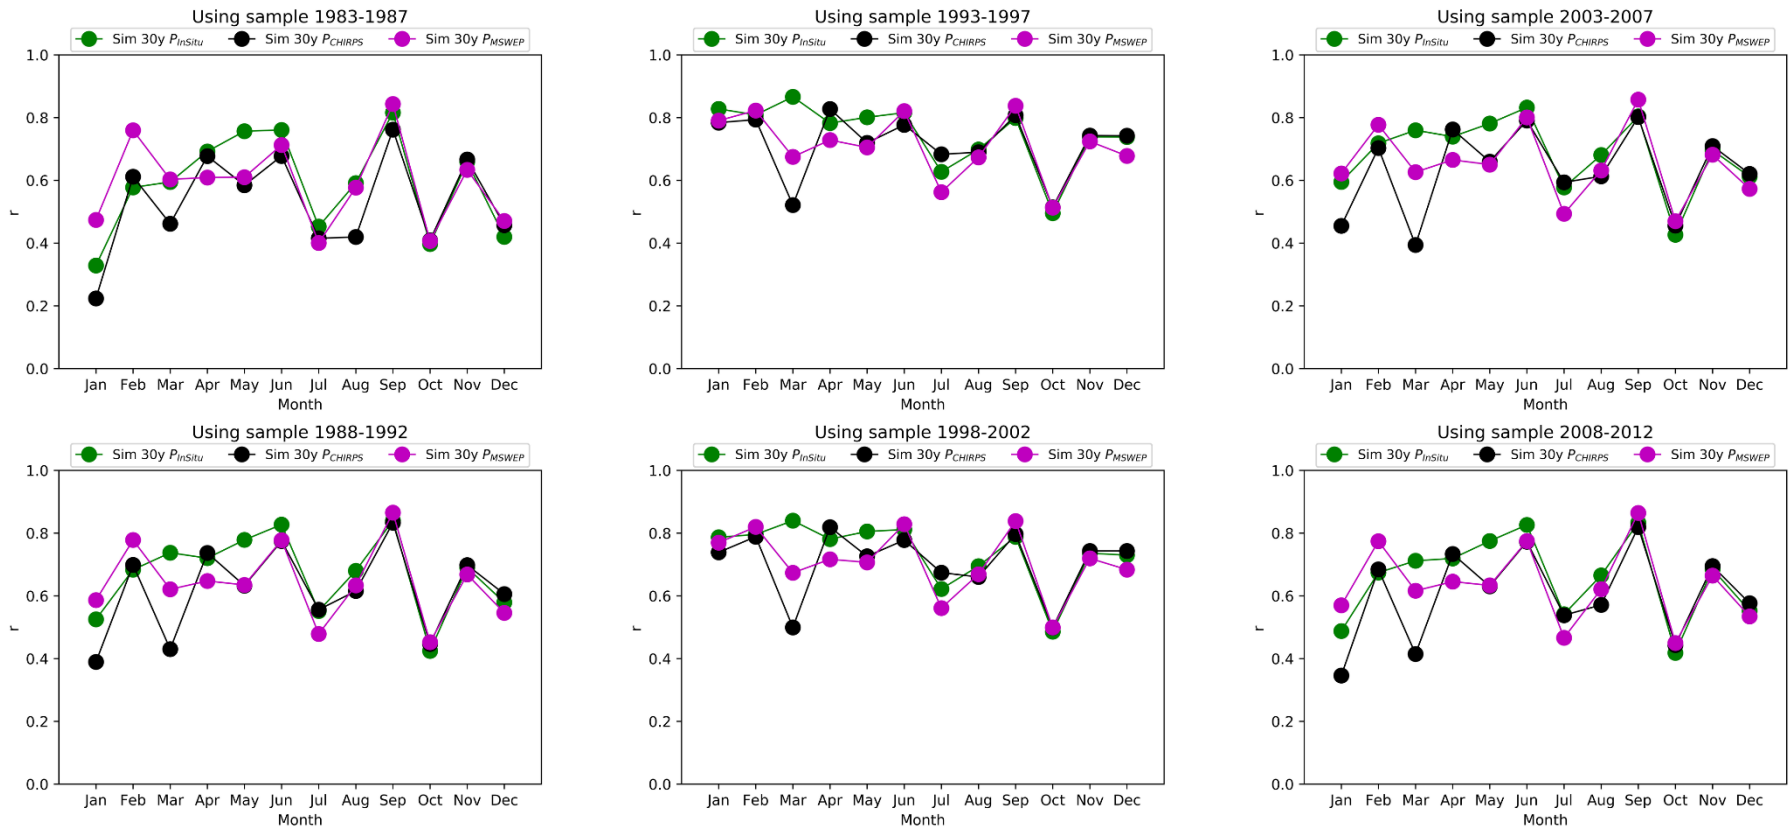 Using sample 1983-1987
Sim 30y P_InSitu Sim 30y P_CHIRPS Sim 30y P_MSWEP
1.0
0.8
0.6
0.4
0.2
0.0
r
Jan Feb Mar Apr May Jun Jul Aug Sep Oct Nov Dec
Month
Using sample 1993-1997
Sim 30y P_InSitu Sim 30y P_CHIRPS Sim 30y P_MSWEP
1.0
0.8
0.6
0.4
0.2
0.0
r
Jan Feb Mar Apr May Jun Jul Aug Sep Oct Nov Dec
Month
Using sample 2003-2007
Sim 30y P_InSitu Sim 30y P_CHIRPS Sim 30y P_MSWEP
1.0
0.8
0.6
0.4
0.2
0.0
r
Jan Feb Mar Apr May Jun Jul Aug Sep Oct Nov Dec
Month
Using sample 1988-1992
Sim 30y P_InSitu Sim 30y P_CHIRPS Sim 30y P_MSWEP
1.0
0.8
0.6
0.4
0.2
0.0
r
Jan Feb Mar Apr May Jun Jul Aug Sep Oct Nov Dec
Month
Using sample 1998-2002
Sim 30y P_InSitu Sim 30y P_CHIRPS Sim 30y P_MSWEP
1.0
0.8
0.6
0.4
0.2
0.0
r
Jan Feb Mar Apr May Jun Jul Aug Sep Oct Nov Dec
Month
Using sample 2008-2012
Sim 30y P_InSitu Sim 30y P_CHIRPS Sim 30y P_MSWEP
1.0
0.8
0.6
0.4
0.2
0.0
r
Jan Feb Mar Apr May Jun Jul Aug Sep Oct Nov Dec
Month